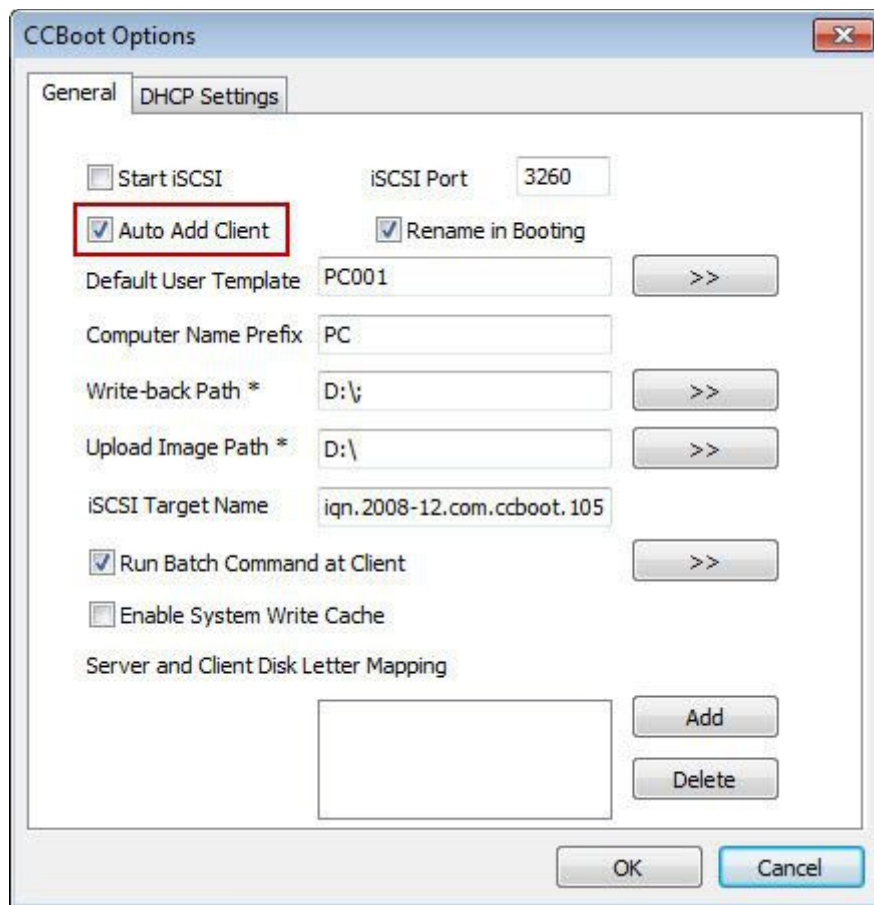 CCBoot Options
General DHCP Settings
Start iSCSI iSCSI Port 3260
Auto Add Client Rename in Booting
Default User Template PC001 >>
Computer Name Prefix PC
Write-back Path * D:\; >>
Upload Image Path * D:\ >>
iSCSI Target Name iqn.2008-12.com.ccboot.105
Run Batch Command at Client >>
Enable System Write Cache
Server and Client Disk Letter Mapping
Add
Delete
OK Cancel